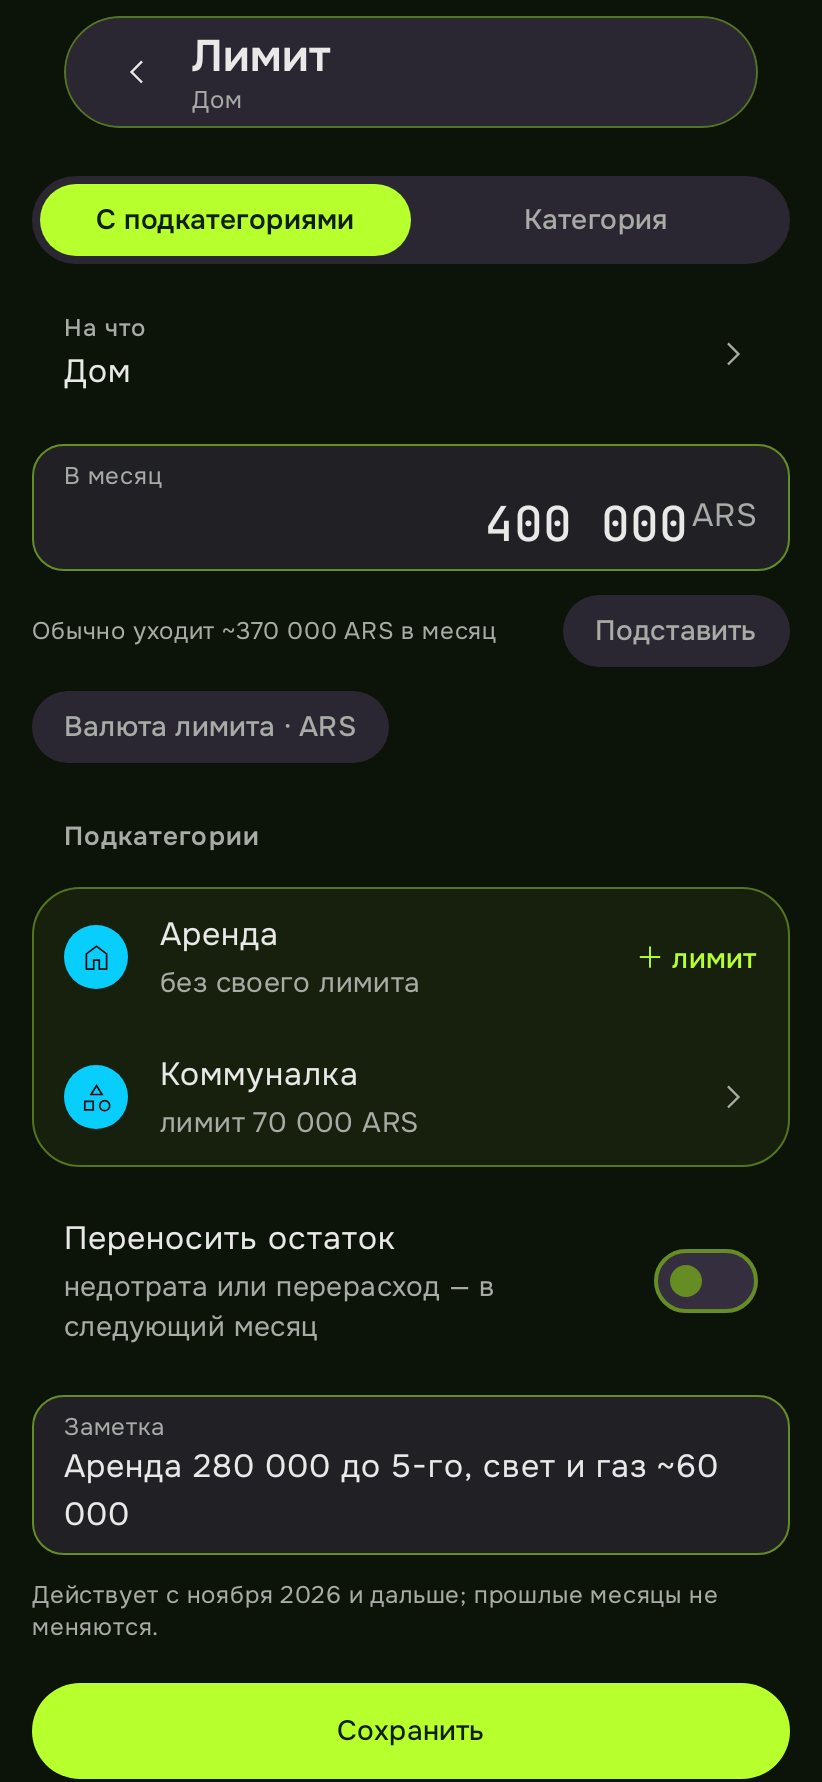 Лимит
Дом
С подкатегориями
Категория
На что
Дом
В месяц
400 000 ARS
Обычно уходит ~370 000 ARS в месяц
Подставить
Валюта лимита · ARS
Подкатегории
Аренда
без своего лимита
+ лимит
Коммуналка
лимит 70 000 ARS
Переносить остаток
недотрата или перерасход — в
следующий месяц
Заметка
Аренда 280 000 до 5-го, свет и газ ~60
000
Действует с ноября 2026 и дальше; прошлые месяцы не
меняются.
Сохранить